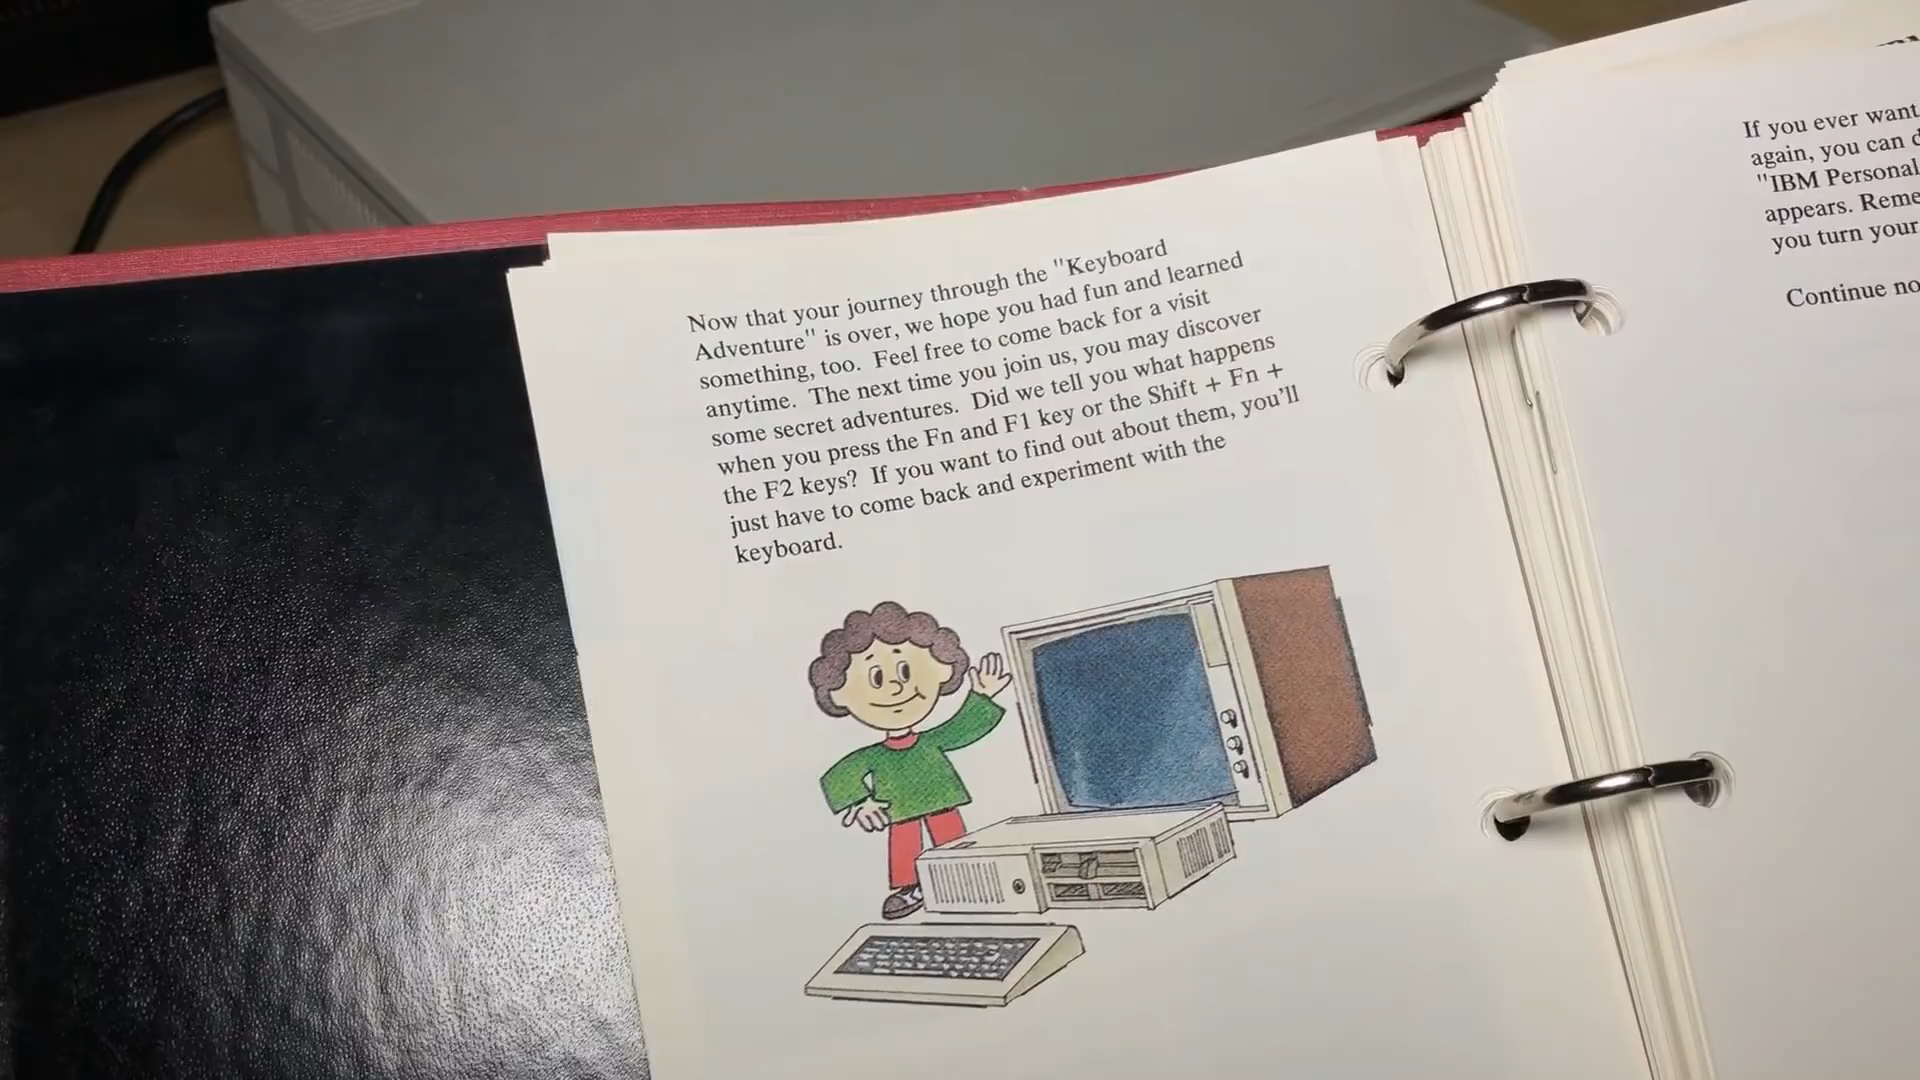 Now that your journey through the "Keyboard
Adventure" is over, we hope you had fun and learned
something, too. Feel free to come back for a visit
anytime. The next time you join us, you may discover
some secret adventures. Did we tell you what happens
when you press the Fn and F1 key or the Shift + Fn +
the F2 keys? If you want to find out about them, you'll
just have to come back and experiment with the
keyboard.
If you ever want
again, you can
"IBM Personal
appears.
you turn your
Continue